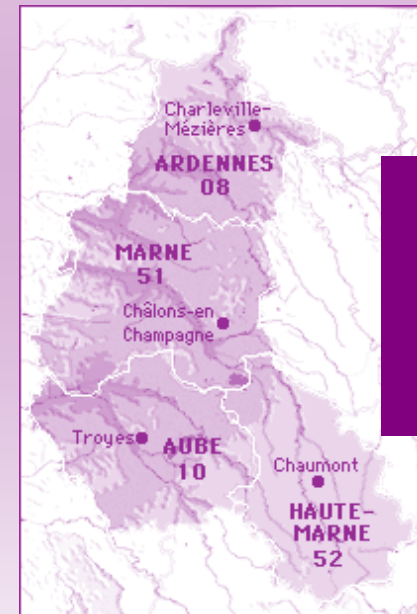 Charleville-
Mézières
ARDENNES
08
MARNE
51
Châlons-en
Champagne
Troyes
AUBE
10
Chaumont
HAUTE-
MARNE
52